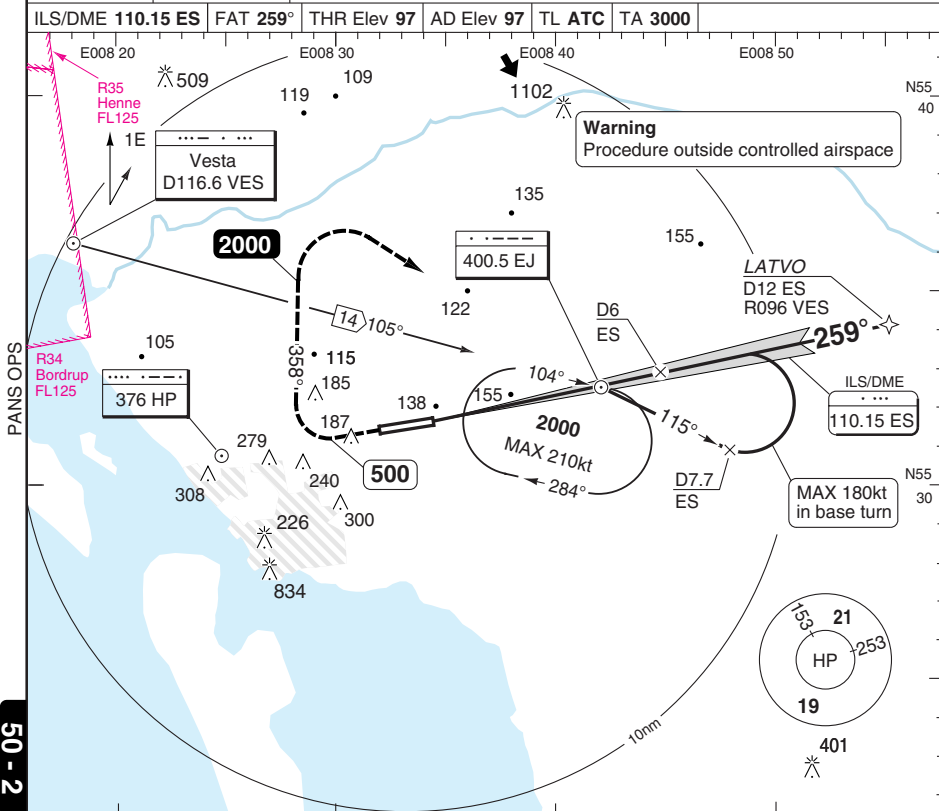 ILS/DME 110.15 ES FAT 259° THR Elev 97 AD Elev 97 TL ATC TA 3000
E008 20 E008 30 E008 40 E008 50
509
109
119
1102
N55
40
R35
Henne
FL125
1E
Vesta
D116.6 VES
Warning
Procedure outside controlled airspace
135
155
2000
400.5 EJ
LATVO
D12 ES
R096 VES
122
D6
ES
14 105°
259°
PANS OPS
105
R34
Bordrup
FL125
115
358°
185
376 HP
104°
155
138
ILS/DME
110.15 ES
187
2000
MAX 210kt
115°
279
500
284°
D7.7
ES
N55
30
308
240
300
MAX 180kt
in base turn
226
834
153
21
253
HP
19
10nm
401
50 - 2